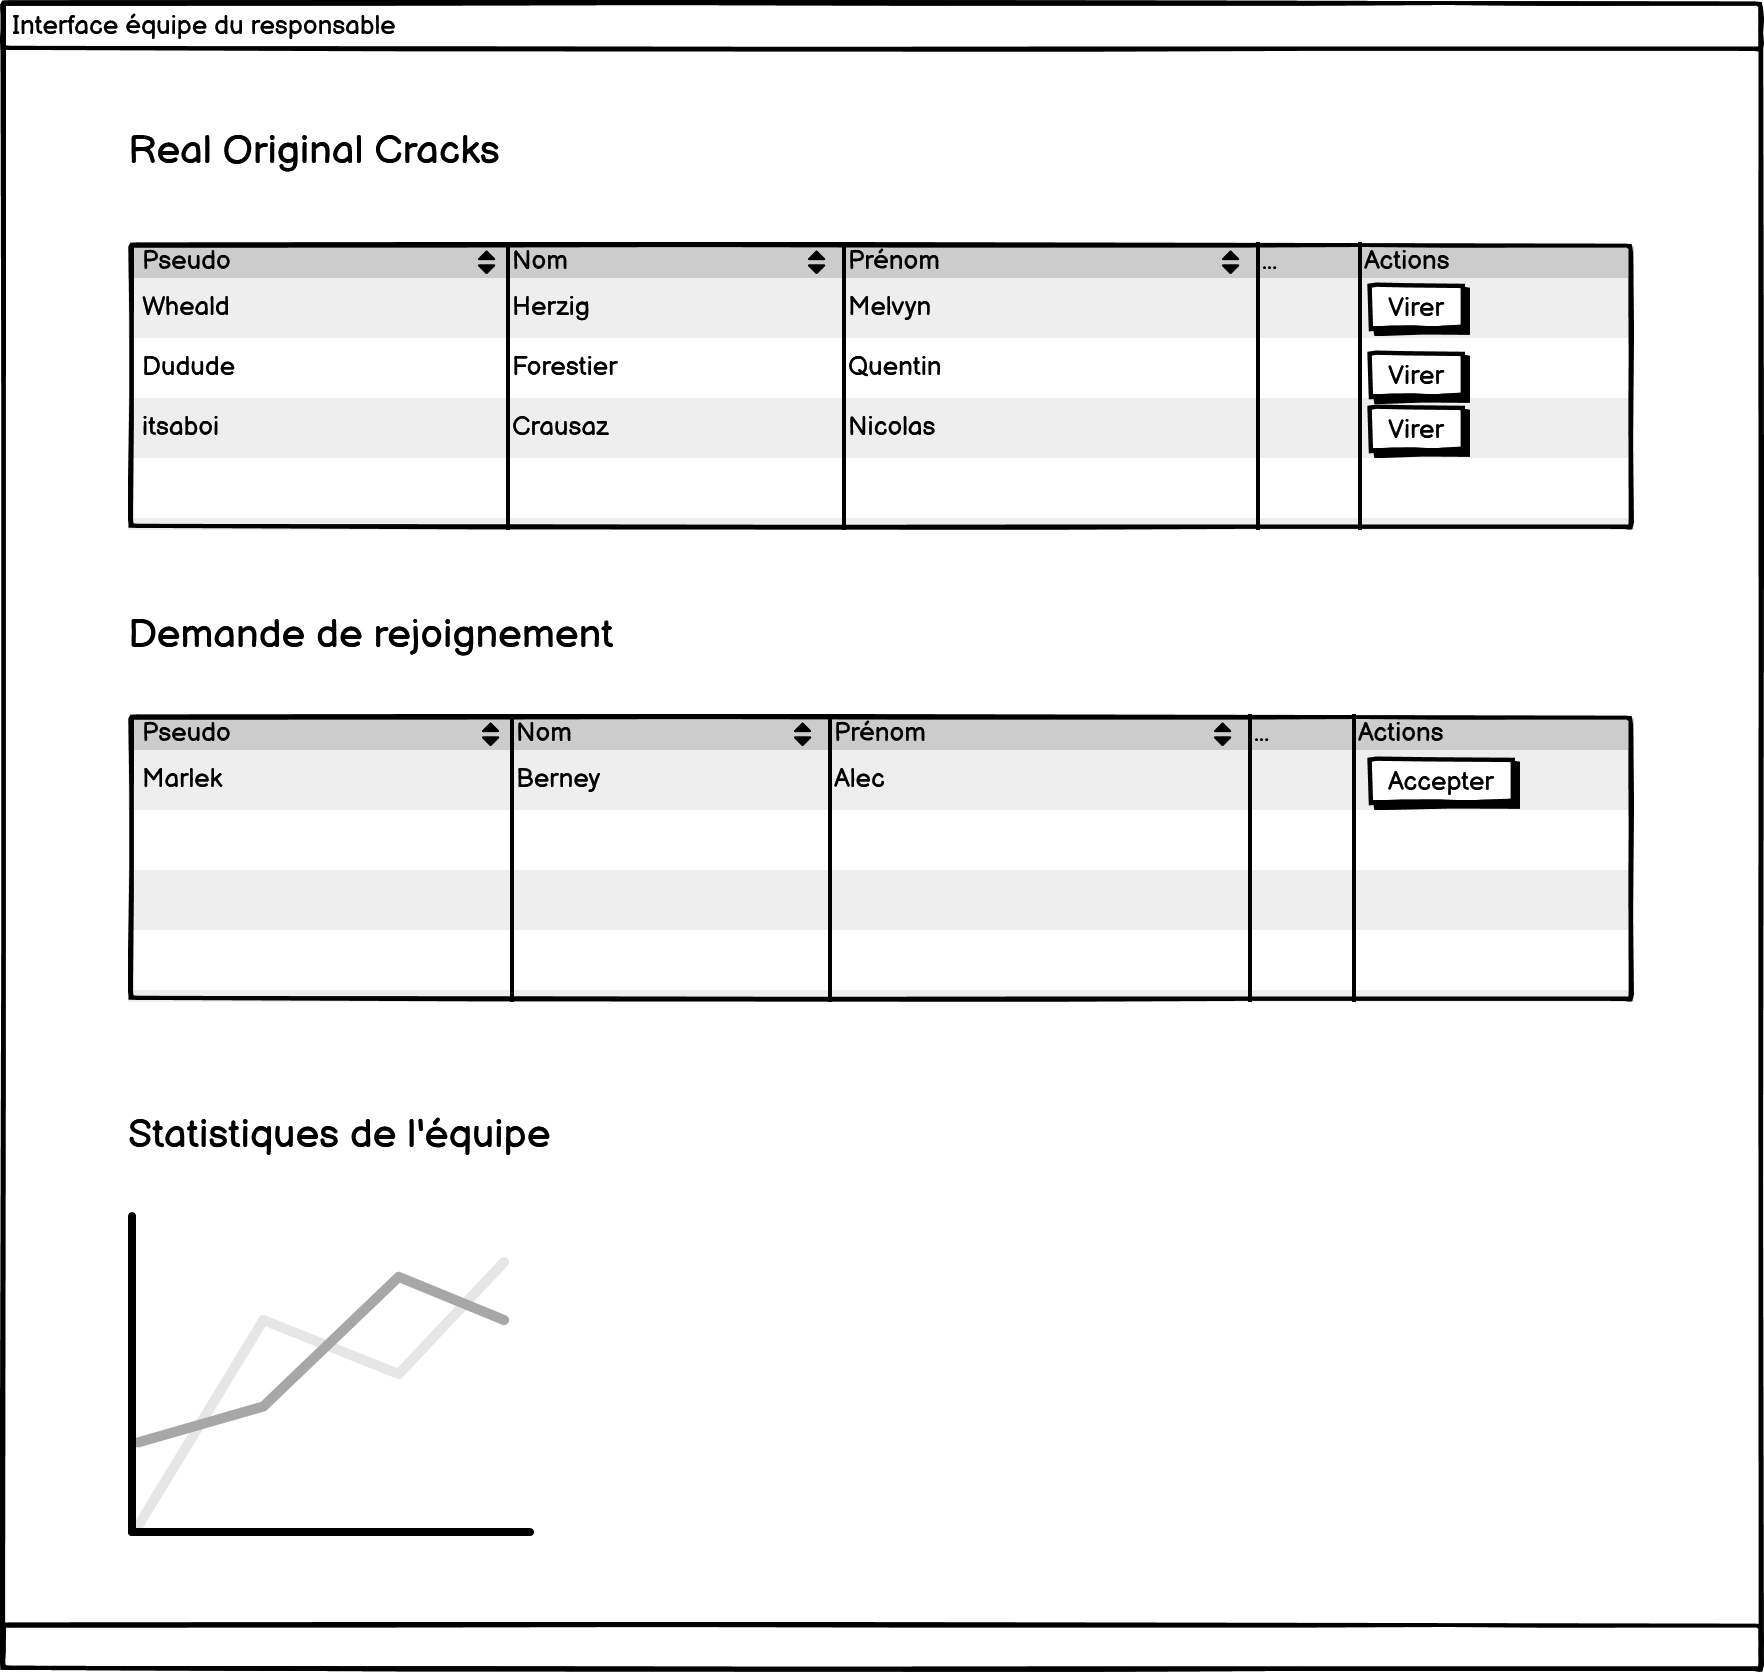 Interface équipe du responsable
Real Original Cracks
Pseudo Nom Prénom ... Actions
Wheald Herzig Melvyn Virer
Dudude Forestier Quentin Virer
itsaboi Crausaz Nicolas Virer
Demande de rejoignement
Pseudo Nom Prénom ... Actions
Marlek Berney Alec Accepter
Statistiques de l'équipe